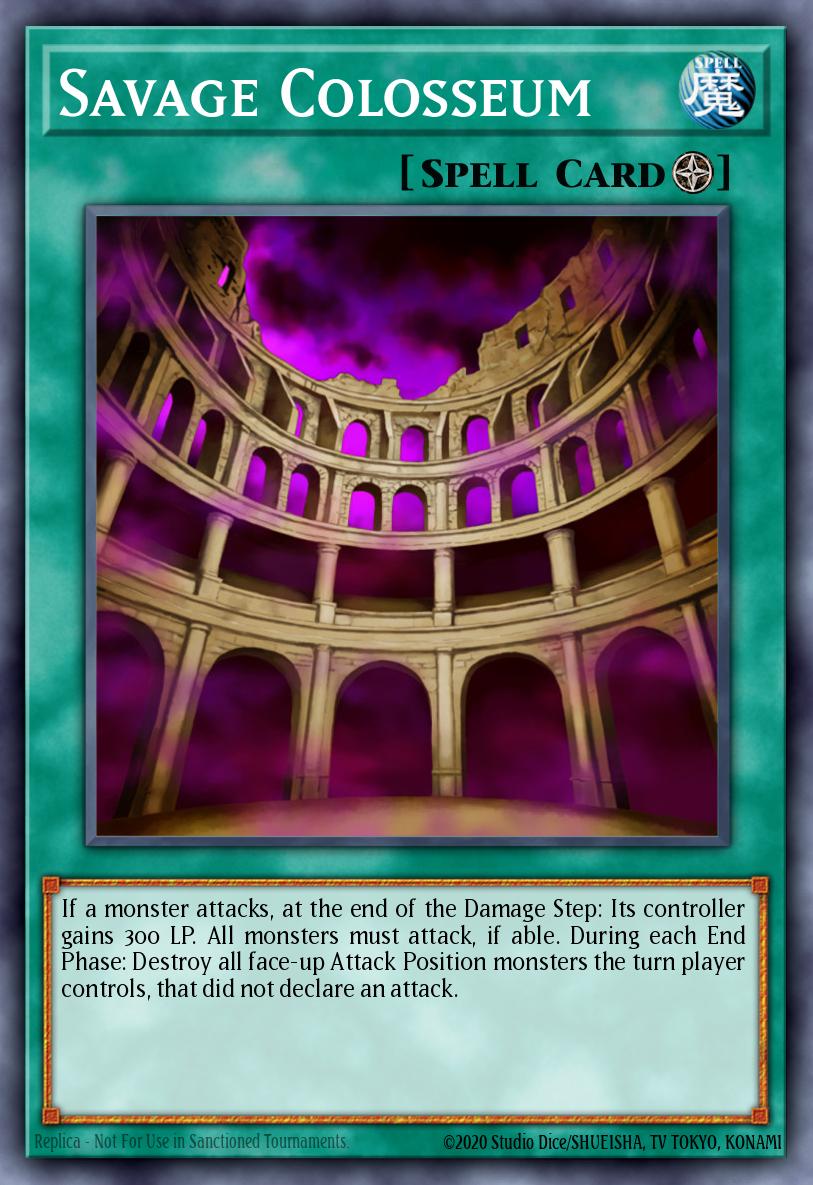 Savage Colosseum
SPELL
魔
[Spell Card]
If a monster attacks, at the end of the Damage Step: Its controller
gains 300 LP. All monsters must attack, if able. During each End
Phase: Destroy all face-up Attack Position monsters the turn player
controls, that did not declare an attack.
Replica - Not For Use in Sanctioned Tournaments.
©2020 Studio Dice/SHUEISHA, TV TOKYO, KONAMI